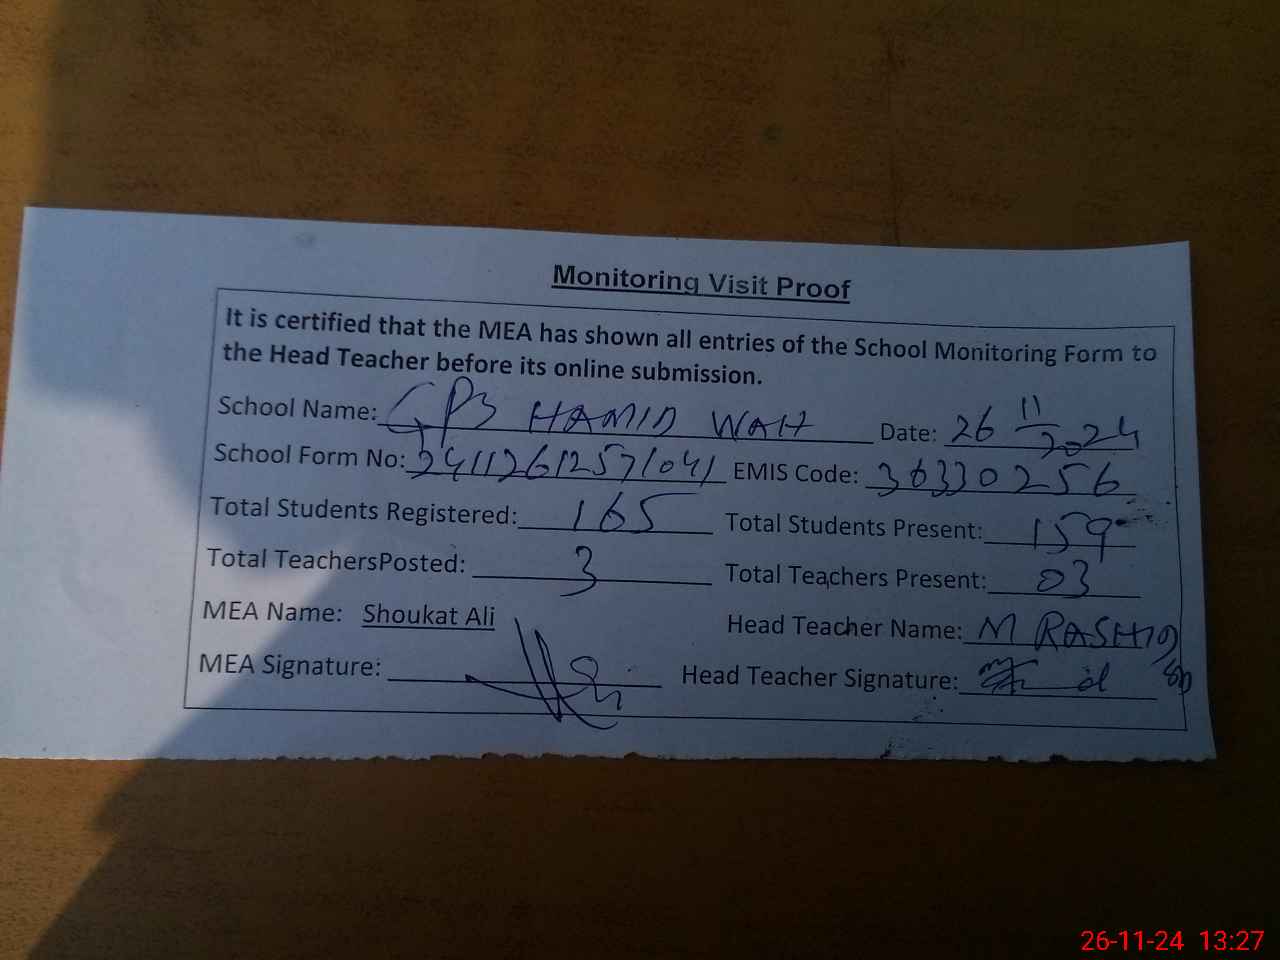 Monitoring Visit Proof
It is certified that the MEA has shown all entries of the School Monitoring Form to
the Head Teacher before its online submission.
School Name: GPS HAMID WAH Date: 26 11/2024
School Form No: 241126125711041 EMIS Code: 36330256
Total Students Registered: 165 Total Students Present: 159
Total TeachersPosted: 3 Total Teachers Present: 03
MEA Name: Shoukat Ali Head Teacher Name: M RASHID
MEA Signature: Head Teacher Signature:
26-11-24 13:27